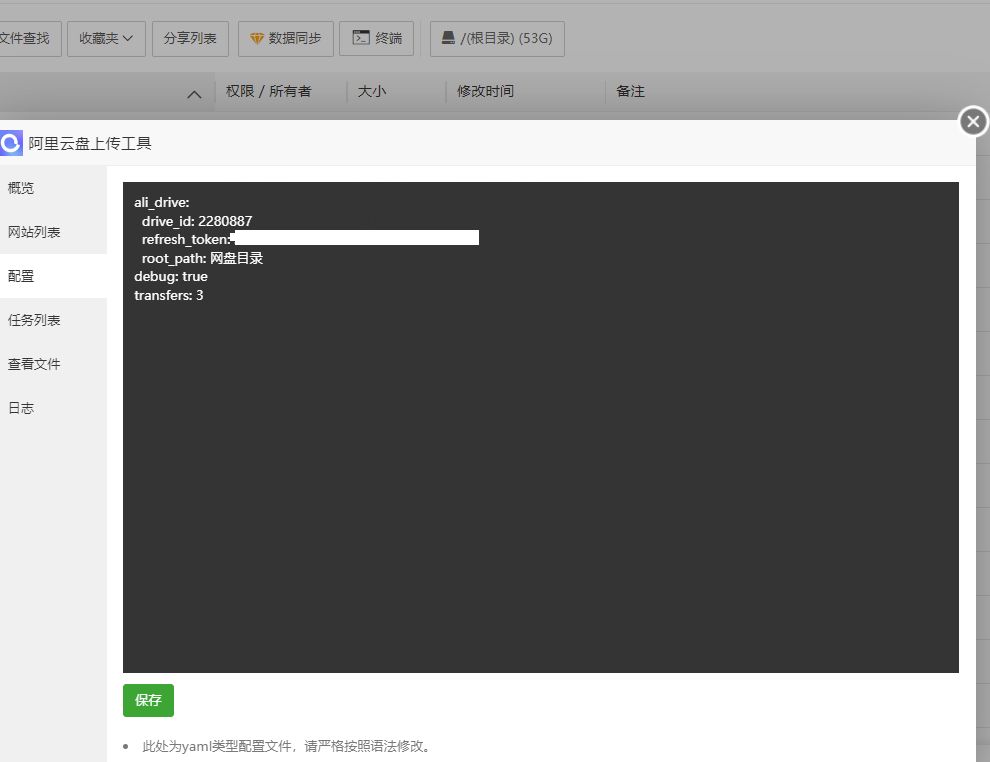 文件查找 收藏夹 分享列表 数据同步 终端 /(根目录) (53G)
权限 / 所有者 大小 修改时间 备注
阿里云盘上传工具
概览
网站列表
配置
任务列表
查看文件
日志
ali_drive:
drive_id: 2280887
refresh_token:
root_path: 网盘目录
debug: true
transfers: 3
保存
此处为yaml类型配置文件，请严格按照语法修改。